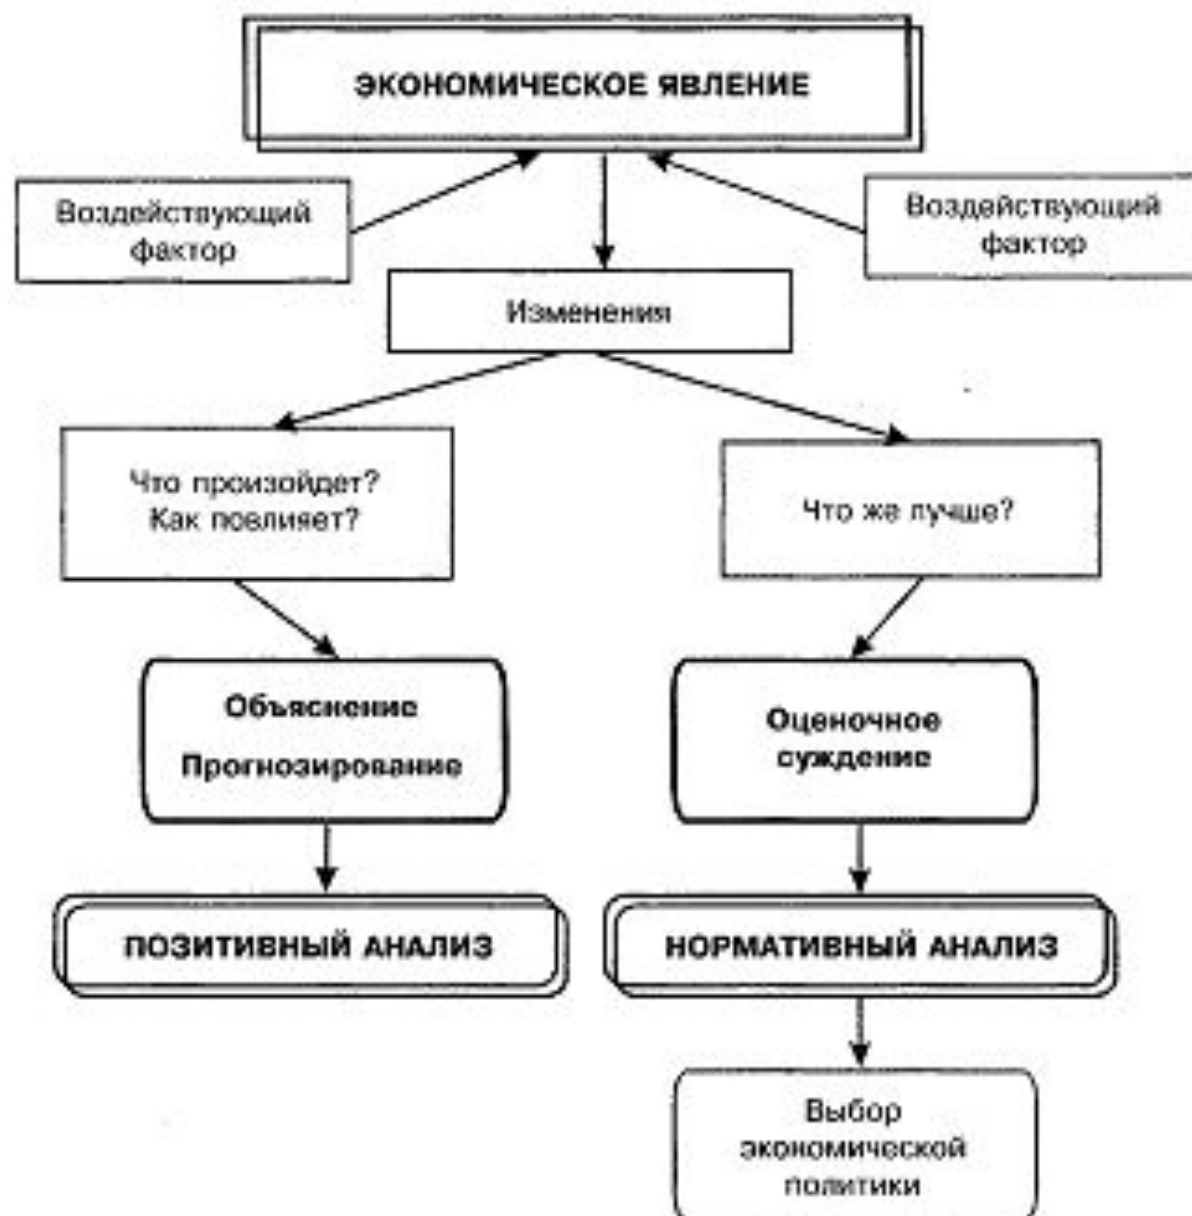 ЭКОНОМИЧЕСКОЕ ЯВЛЕНИЕ
Воздействующий
фактор
Воздействующий
фактор
Изменения
Что произойдет?
Как повлияет?
Что же лучше?
Объяснение
Прогнозирование
Оценочное
суждение
ПОЗИТИВНЫЙ АНАЛИЗ
НОРМАТИВНЫЙ АНАЛИЗ
Выбор
экономической
политики